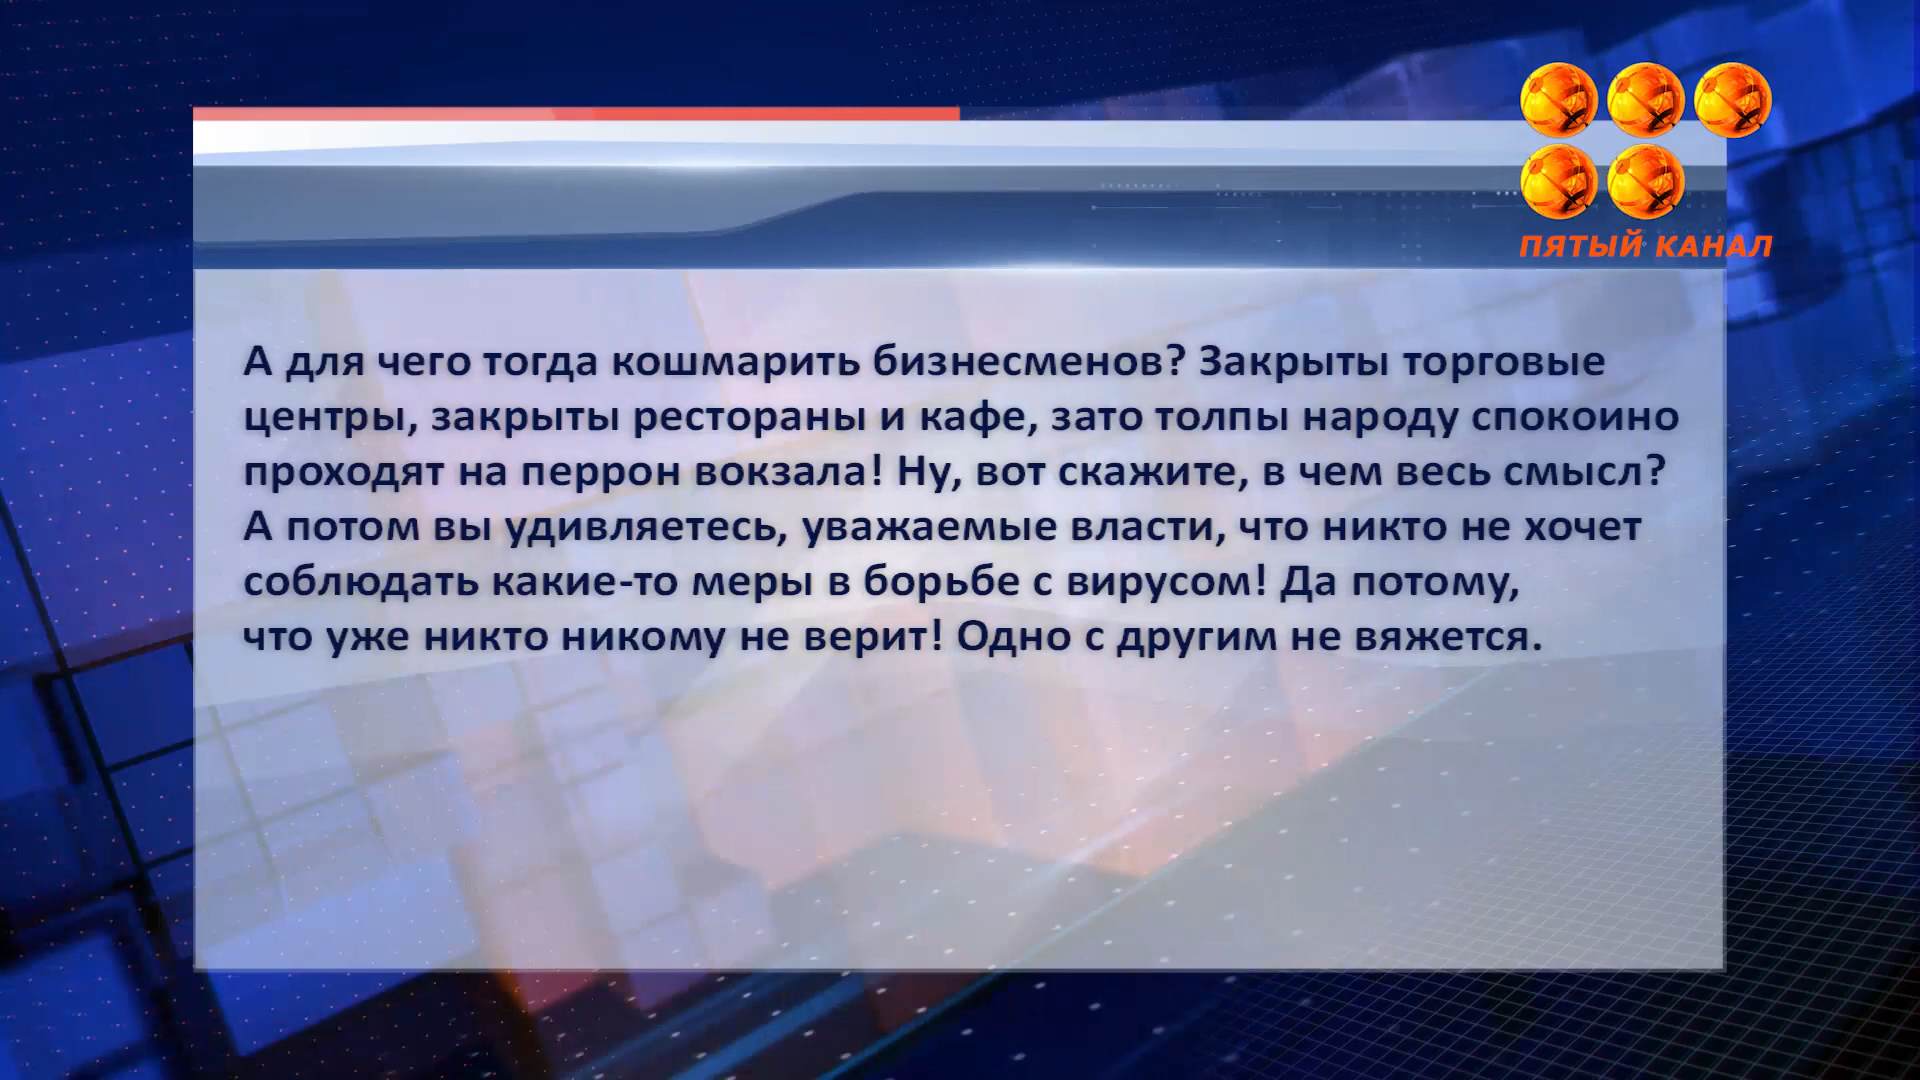 ПЯТЫЙ КАНАЛ
А для чего тогда кошмарить бизнесменов? Закрыты торговые
центры, закрыты рестораны и кафе, зато толпы народу спокоино
проходят на перрон вокзала! Ну, вот скажите, в чем весь смысл?
А потом вы удивляетесь, уважаемые власти, что никто не хочет
соблюдать какие-то меры в борьбе с вирусом! Да потому,
что уже никто никому не верит! Одно с другим не вяжется.